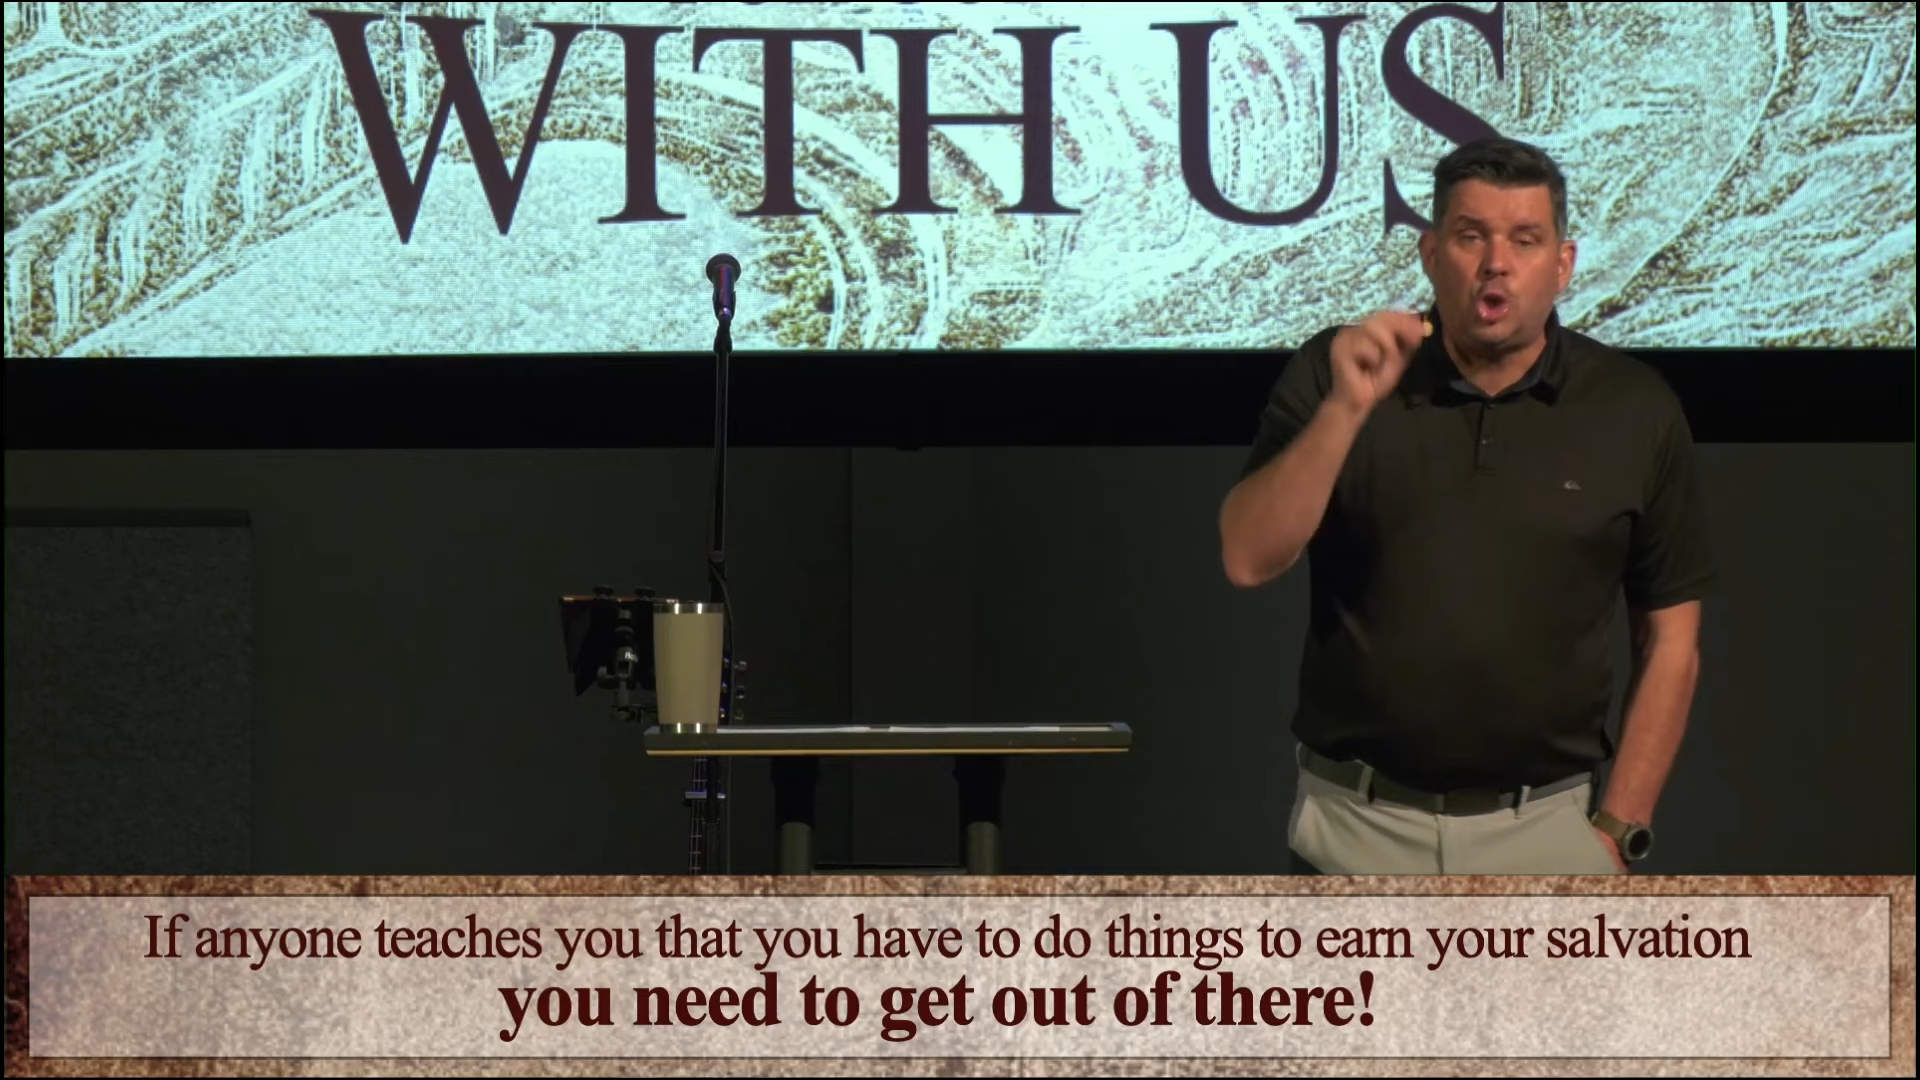 WITH US
If anyone teaches you that you have to do things to earn your salvation
you need to get out of there!